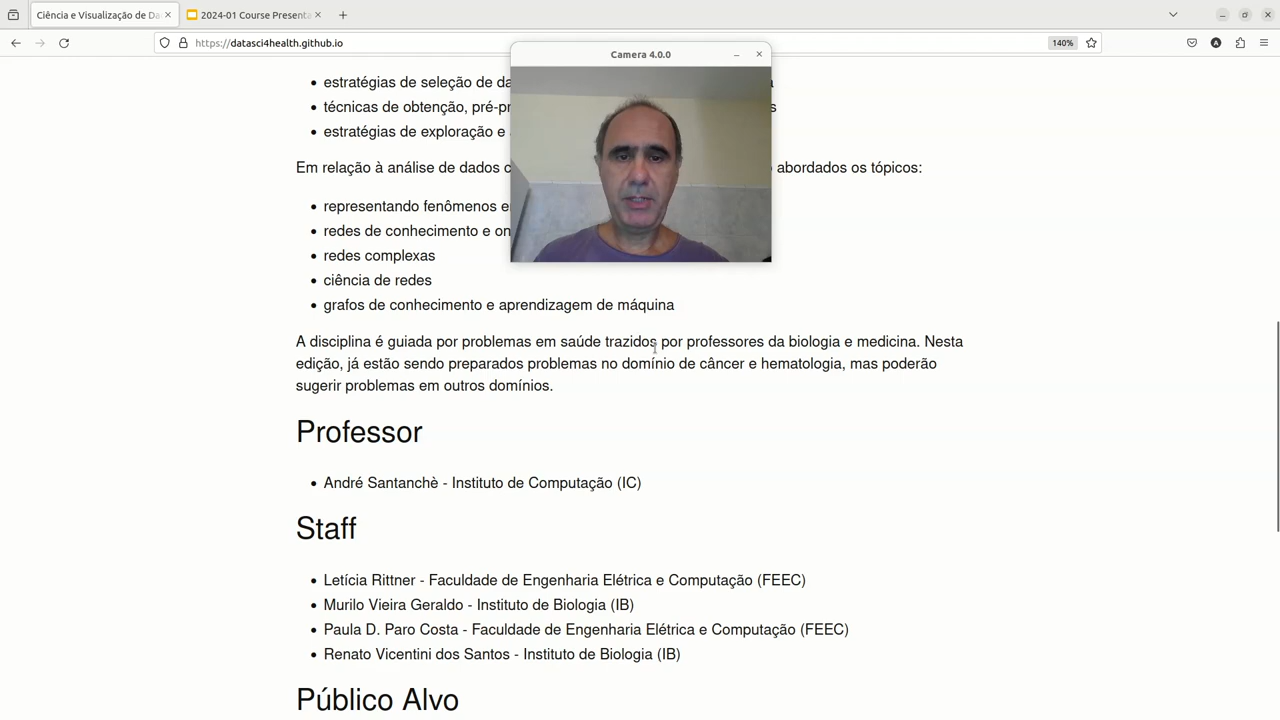 Ciência e Visualização de Da
2024-01 Course Presenta
https://datasci4health.github.io
140%
Camera 4.0.0
estratégias de seleção de da
técnicas de obtenção, pré-pr s
estratégias de exploração e
Em relação à análise de dados c abordados os tópicos:
representando fenômenos e
redes de conhecimento e on
redes complexas
ciência de redes
grafos de conhecimento e aprendizagem de máquina
A disciplina é guiada por problemas em saúde trazidos por professores da biologia e medicina. Nesta
edição, já estão sendo preparados problemas no domínio de câncer e hematologia, mas poderão
sugerir problemas em outros domínios.
Professor
André Santanchè - Instituto de Computação (IC)
Staff
Letícia Rittner - Faculdade de Engenharia Elétrica e Computação (FEEC)
Murilo Vieira Geraldo - Instituto de Biologia (IB)
Paula D. Paro Costa - Faculdade de Engenharia Elétrica e Computação (FEEC)
Renato Vicentini dos Santos - Instituto de Biologia (IB)
Público Alvo